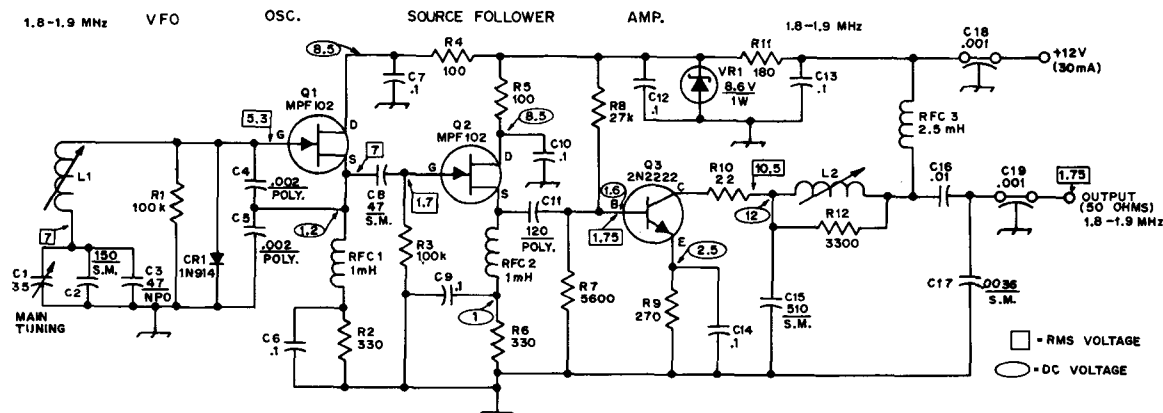 1.8-1.9 MHz
VFO
OSC.
SOURCE FOLLOWER
AMP.
1.8-1.9 MHz
8.5
R4
100
C7
.1
R5
100
8.5
C10
.1
R8
27k
C12
.1
VR1
8.6V
1W
R11
180
C13
.1
C18
.001
+12V
(30mA)
RFC 3
2.5 mH
Q1
MPF102
5.3
G
D
S
7
L1
7
R1
100k
CR1
1N914
C4
.002
POLY.
C5
.002
POLY.
1.2
C1
35
MAIN
TUNING
150
S.M.
C2
C3
47
NPO
C6
.1
RFC1
1mH
R2
330
C8
47
S.M.
1.7
R3
100k
C9
.1
Q2
MPF102
G
D
S
RFC2
1mH
1
R6
330
C11
120
POLY.
R7
5600
1.6
B
1.75
Q3
2N2222
C
E
2.5
R9
270
C14
.1
R10
22
10.5
12
L2
R12
3300
C15
510
S.M.
C16
.01
C17
.0036
S.M.
C19
.001
1.75
OUTPUT
(50 OHMS)
1.8-1.9 MHz
= RMS VOLTAGE
= DC VOLTAGE